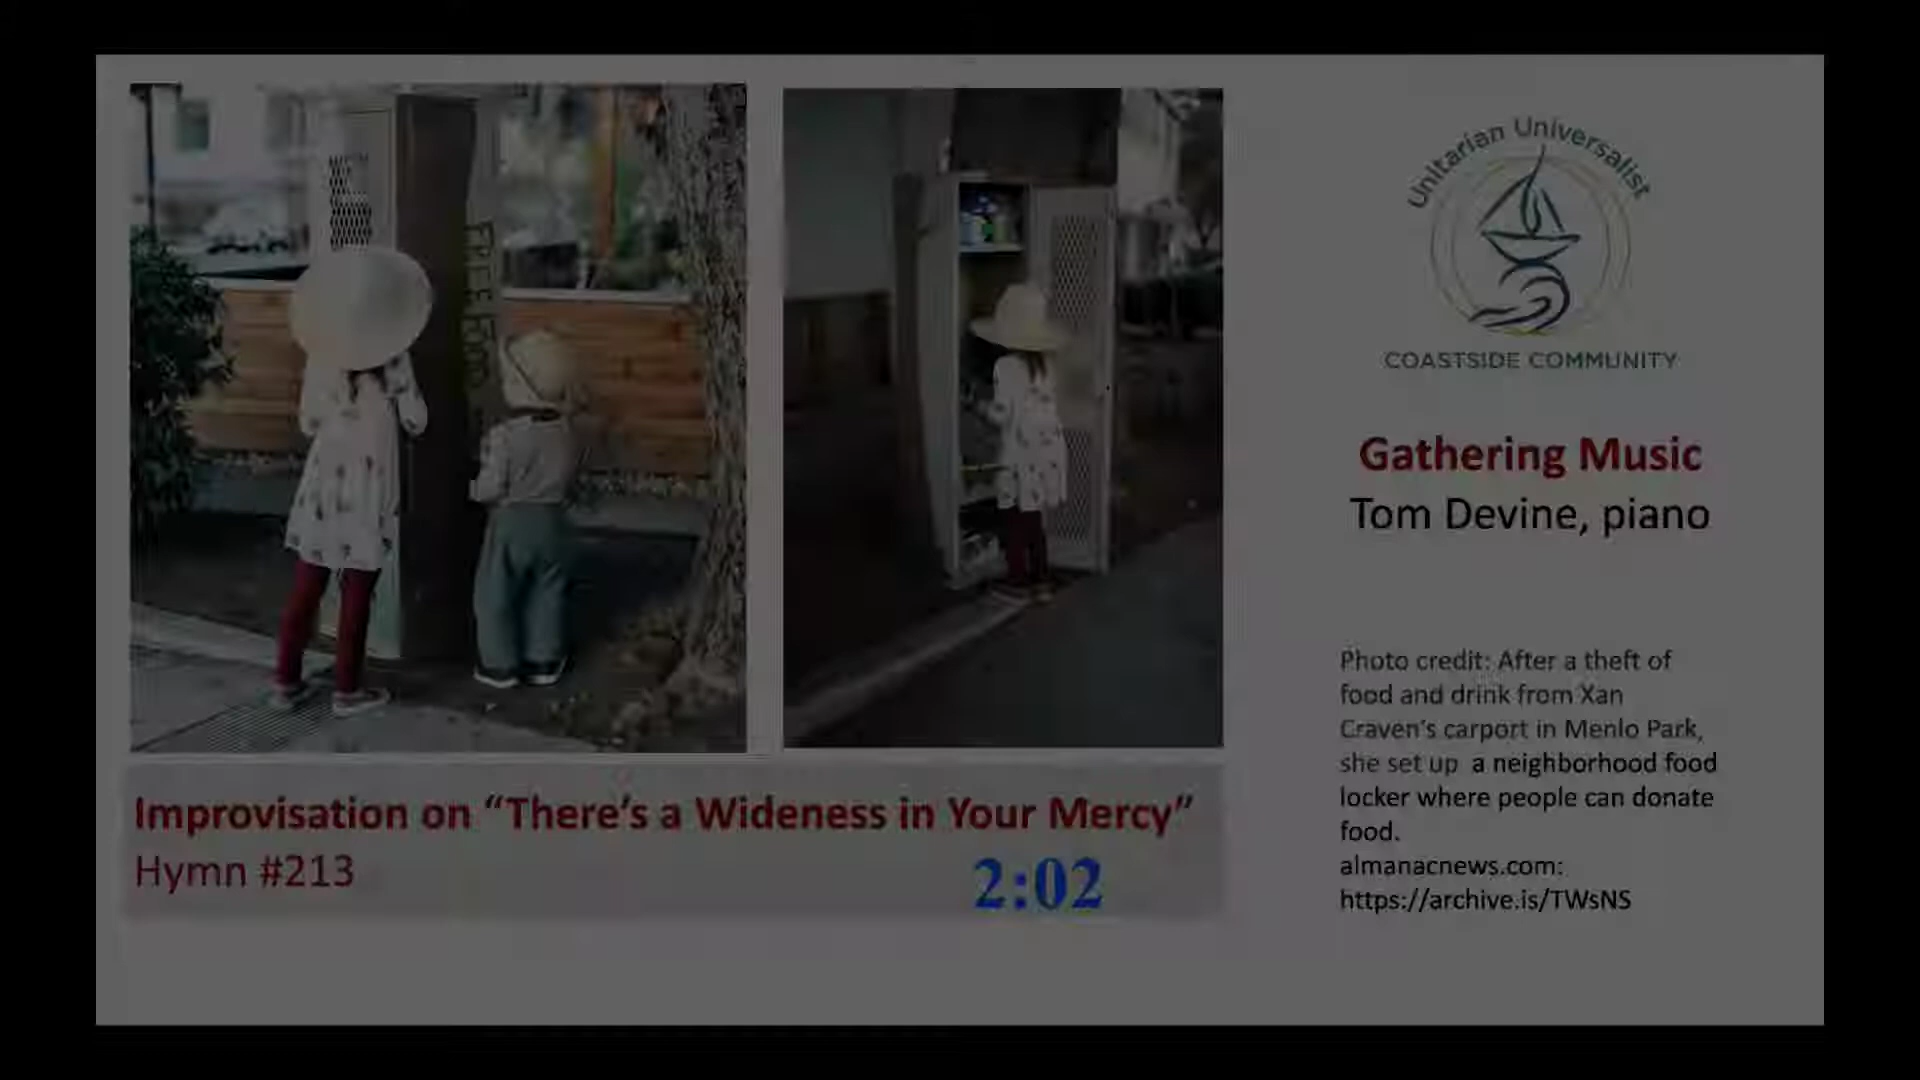 FREE FOOD
Unitarian Universalist
COASTSIDE COMMUNITY
Gathering Music
Tom Devine, piano
Photo credit: After a theft of
food and drink from Xan
Craven's carport in Menlo Park,
she set up a neighborhood food
locker where people can donate
food.
almanacnews.com:
https://archive.is/TWsNS
Improvisation on “There’s a Wideness in Your Mercy”
Hymn #213
2:02